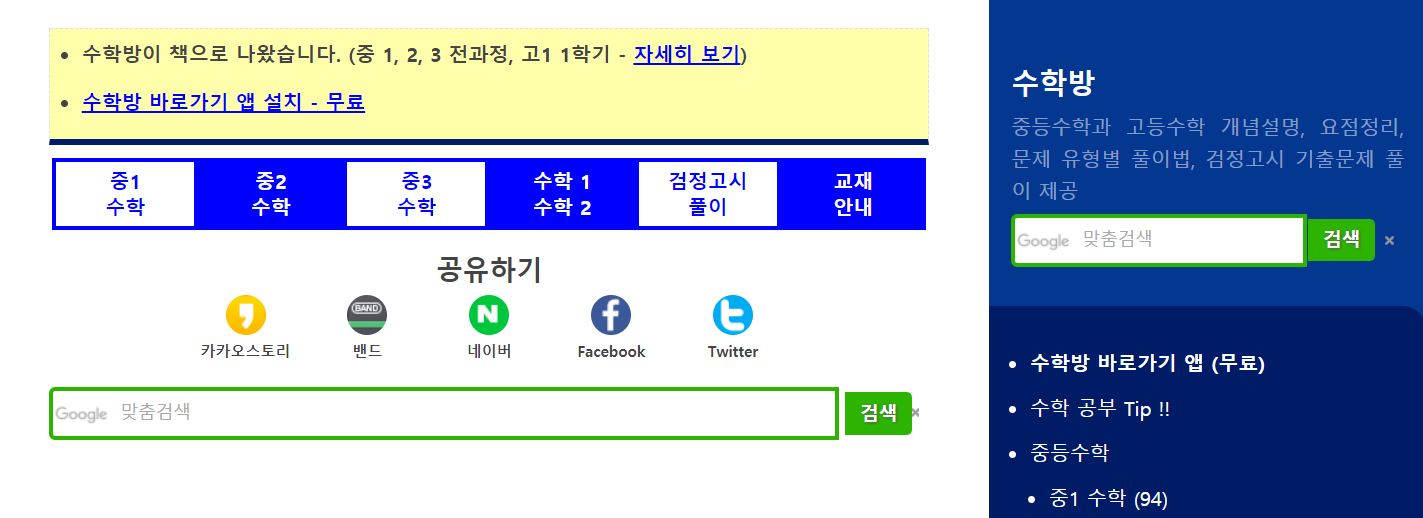 수학방이 책으로 나왔습니다. (중 1, 2, 3 전과정, 고1 1학기 - 자세히 보기)
수학방 바로가기 앱 설치 - 무료
중1 수학
중2 수학
중3 수학
수학 1 수학 2
검정고시 풀이
교재 안내
공유하기
BAND
카카오스토리 밴드 네이버 Facebook Twitter
Google 맞춤검색 검색 ×
수학방
중등수학과 고등수학 개념설명, 요점정리,
문제 유형별 풀이법, 검정고시 기출문제 풀
이 제공
Google 맞춤검색 검색 ×
수학방 바로가기 앱 (무료)
수학 공부 Tip !!
중등수학
중1 수학 (94)